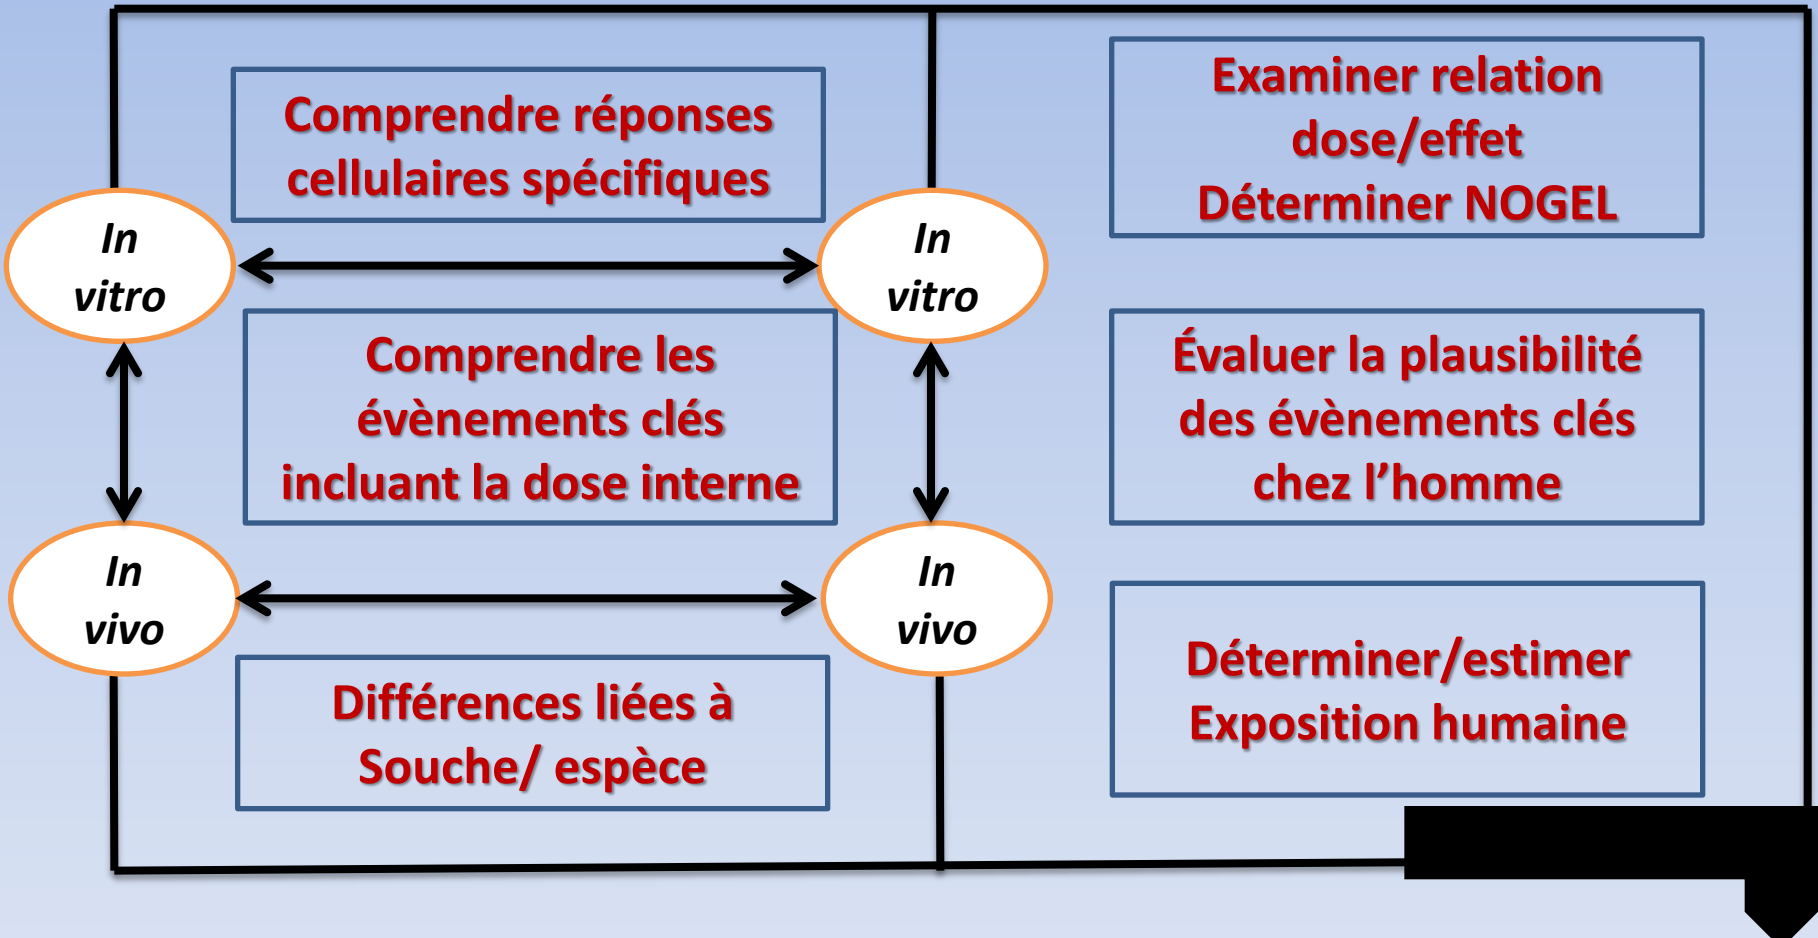 Comprendre réponses
cellulaires spécifiques
Examiner relation
dose/effet
Déterminer NOGEL
In
vitro
In
vitro
Comprendre les
évènements clés
incluant la dose interne
Évaluer la plausibilité
des évènements clés
chez l’homme
In
vivo
In
vivo
Différences liées à
Souche/ espèce
Déterminer/estimer
Exposition humaine